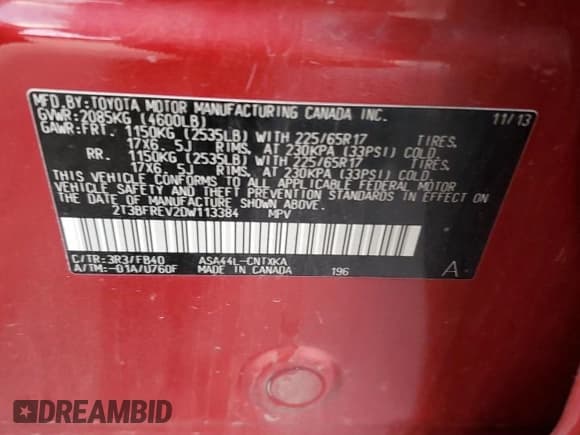 MFD. BY: TOYOTA MOTOR MANUFACTURING CANADA INC. 11/13
GVWR: 2085KG (4600LB)
GAWR: FRT. 1150KG (2535LB) WITH 225/65R17 TIRES.
17X6.5J RIMS. AT 230KPA (33PSI) COLD.
RR. 1150KG (2535LB) WITH 225/65R17 TIRES.
17X6.5J RIMS. AT 230KPA (33PSI) COLD.
THIS VEHICLE CONFORMS TO ALL APPLICABLE FEDERAL MOTOR
VEHICLE SAFETY AND THEFT PREVENTION STANDARDS IN EFFECT ON
THE DATE OF MANUFACTURE SHOWN ABOVE.
2T3BFREV2DW113384 MPV
C/TR: 3R3/FB40 ASA44L-CNTXKA
A/TM: -01A/U760F MADE IN CANADA 196 A
DREAMBID